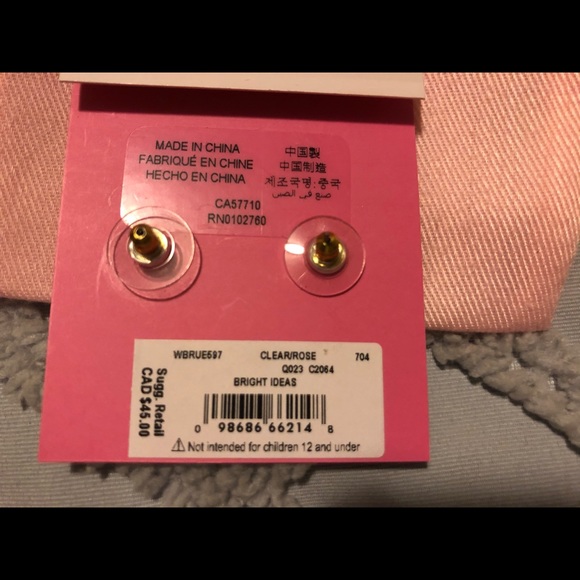 MADE IN CHINA
FABRIQUÉ EN CHINE
HECHO EN CHINA
中国製
中国制造
제조국명:중국
صنع في الصين
CA57710
RN0102760
WBRUE597 CLEAR/ROSE 704
Q023 C2064
BRIGHT IDEAS
0 98686 66214 8
⚠ Not intended for children 12 and under
Sugg. Retail
CAD $45.00